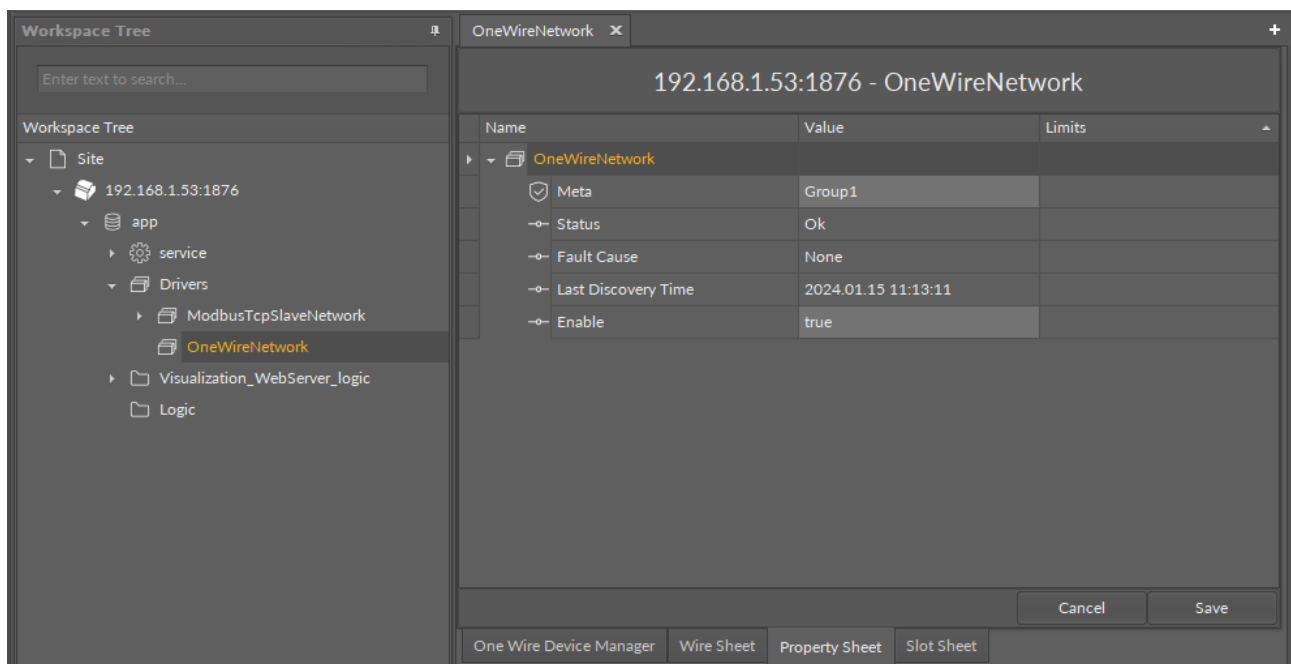 Workspace Tree
Enter text to search...
Workspace Tree
Site
192.168.1.53:1876
app
service
Drivers
ModbusTcpSlaveNetwork
OneWireNetwork
Visualization_WebServer_logic
Logic
OneWireNetwork
192.168.1.53:1876 - OneWireNetwork
Name Value Limits
OneWireNetwork
Meta Group1
Status Ok
Fault Cause None
Last Discovery Time 2024.01.15 11:13:11
Enable true
Cancel Save
One Wire Device Manager Wire Sheet Property Sheet Slot Sheet